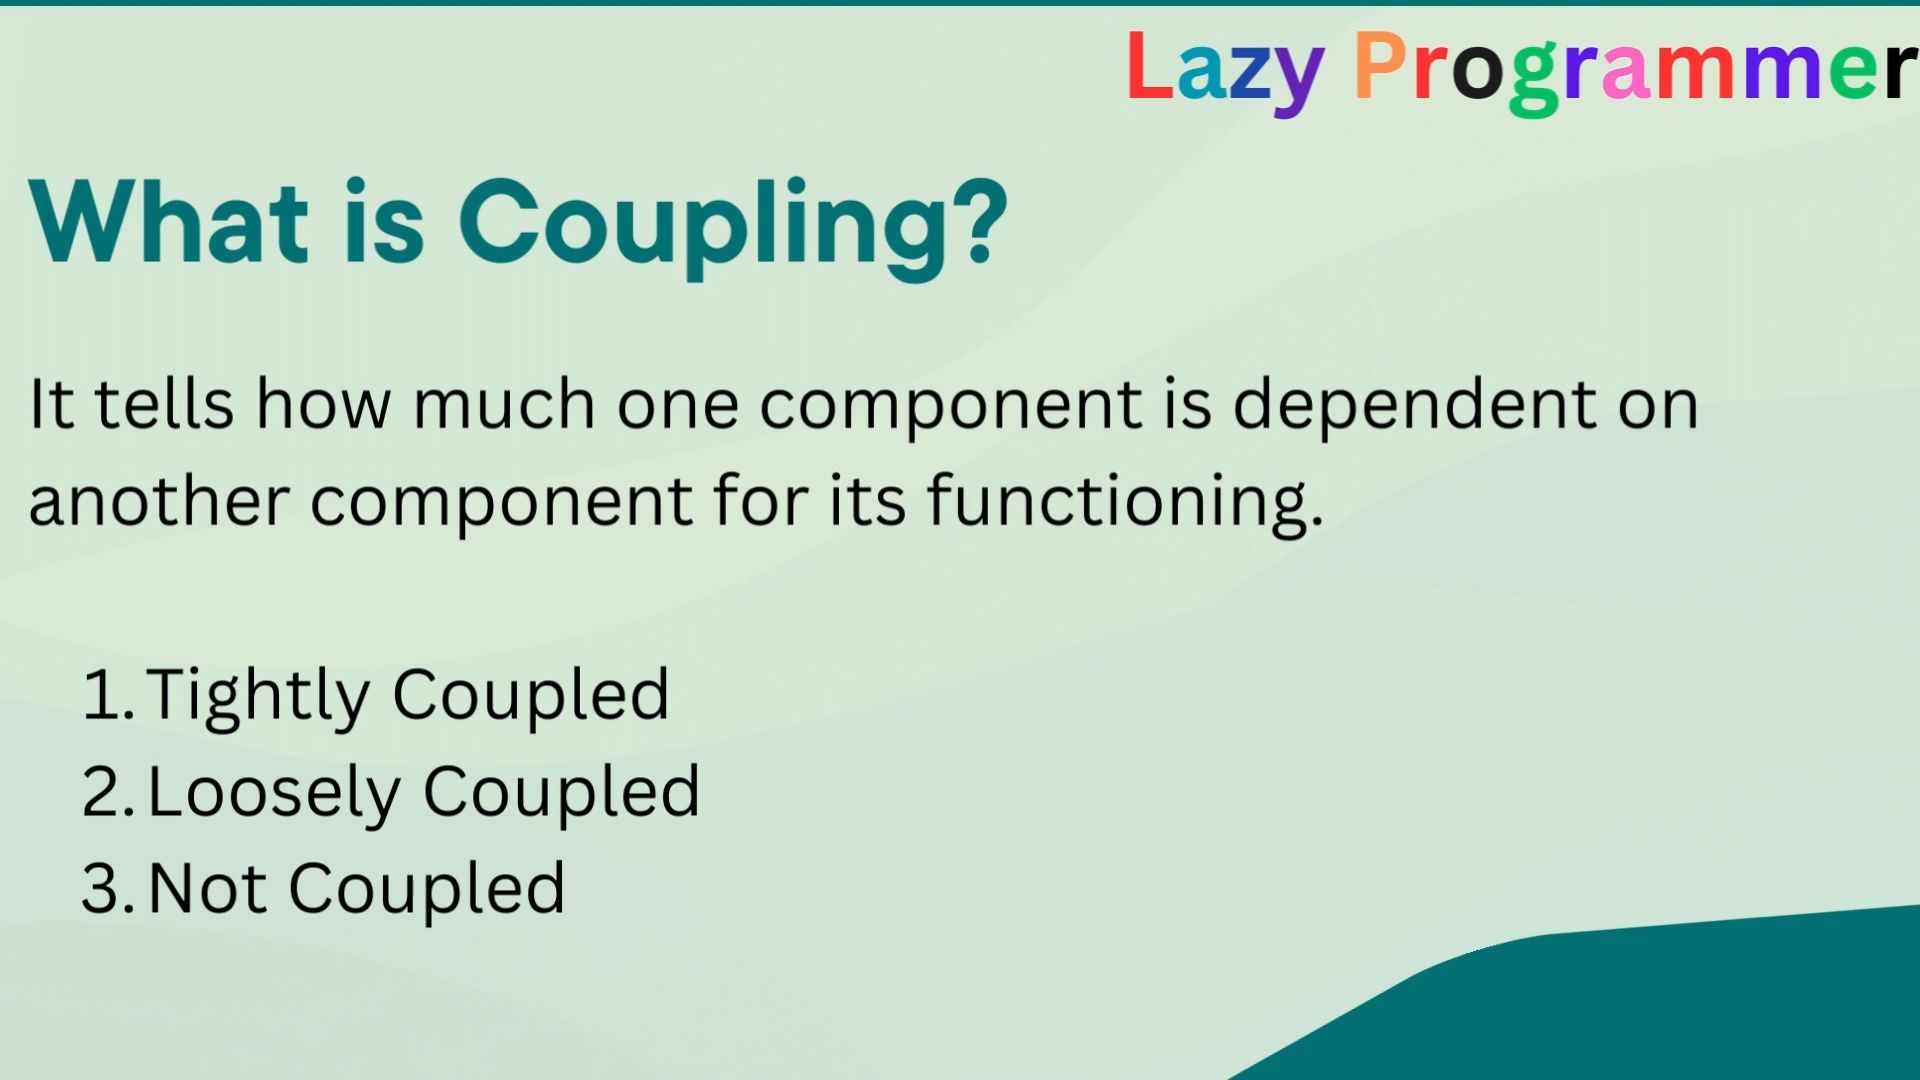 Lazy Programmer
What is Coupling?
It tells how much one component is dependent on
another component for its functioning.
1. Tightly Coupled
2. Loosely Coupled
3. Not Coupled